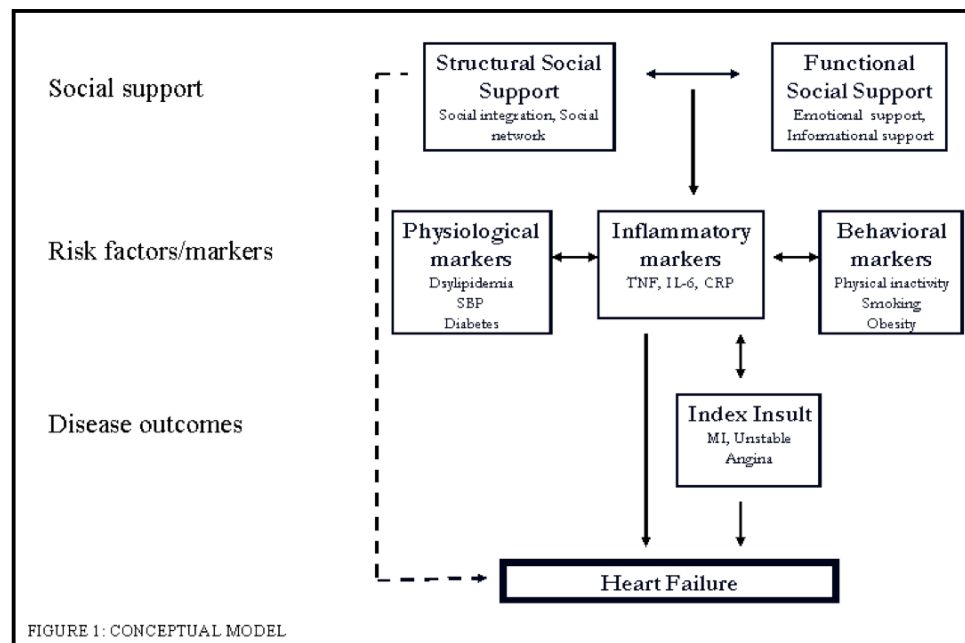 Social support
Structural Social
Support
Social integration, Social
network
Functional
Social Support
Emotional support,
Informational support
Risk factors/markers
Physiological
markers
Dsylipidemia
SBP
Diabetes
Inflammatory
markers
TNF, IL-6, CRP
Behavioral
markers
Physical inactivity
Smoking
Obesity
Disease outcomes
Index Insult
MI, Unstable
Angina
Heart Failure
FIGURE 1: CONCEPTUAL MODEL